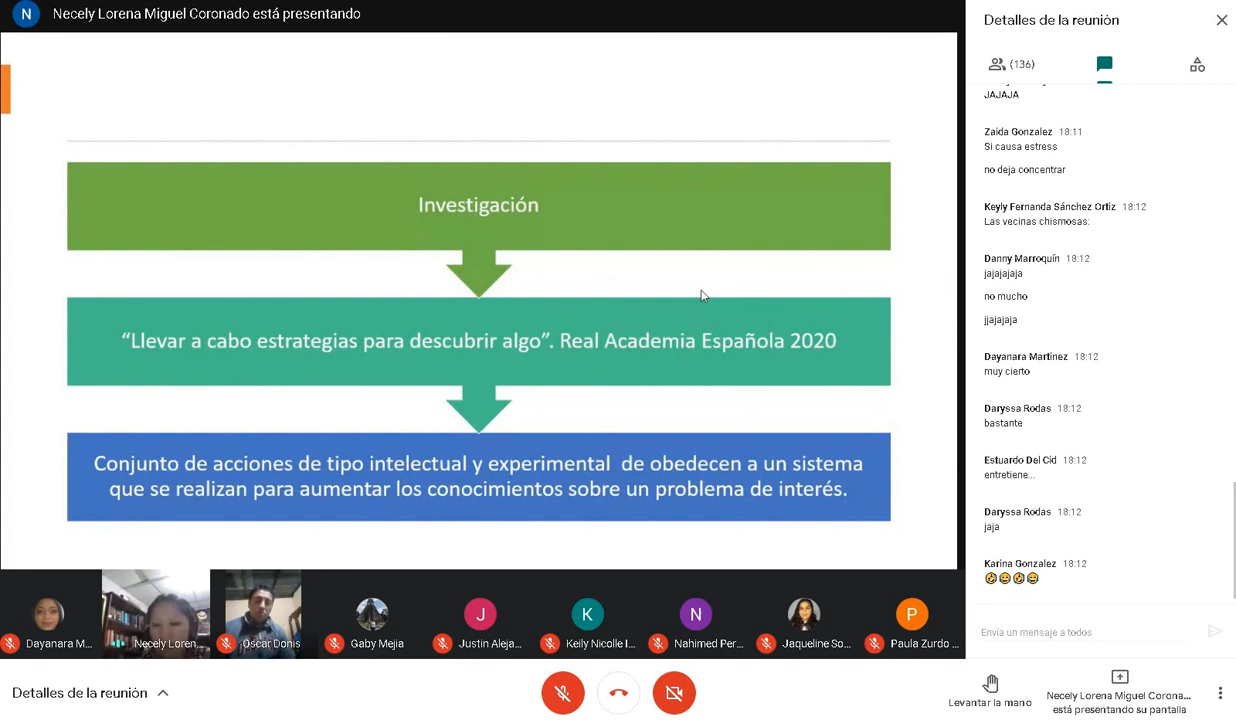 N Necely Lorena Miguel Coronado está presentando
Investigación
“Llevar a cabo estrategias para descubrir algo”. Real Academia Española 2020
Conjunto de acciones de tipo intelectual y experimental de obedecen a un sistema
que se realizan para aumentar los conocimientos sobre un problema de interés.
Dayanara M...
Necely Loren...
Oscar Donis
Gaby Mejia
J
Justin Aleja...
K
Keily Nicolle I...
N
Nahimed Per...
Jaqueline So...
P
Paula Zurdo ...
Detalles de la reunión
Detalles de la reunión
(136)
JAJAJA
Zaida Gonzalez 18:11
Si causa estress
no deja concentrar
Keyly Fernanda Sánchez Ortiz 18:12
Las vecinas chismosas:
Danny Marroquín 18:12
jajajajaja
no mucho
jjajajaja
Dayanara Martinez 18:12
muy cierto
Daryssa Rodas 18:12
bastante
Estuardo Del Cid 18:12
entretiene...
Daryssa Rodas 18:12
jaja
Karina Gonzalez 18:12
🤣😂🤣😂
Envía un mensaje a todos
Levantar la mano
Necely Lorena Miguel Corona...
está presentando su pantalla